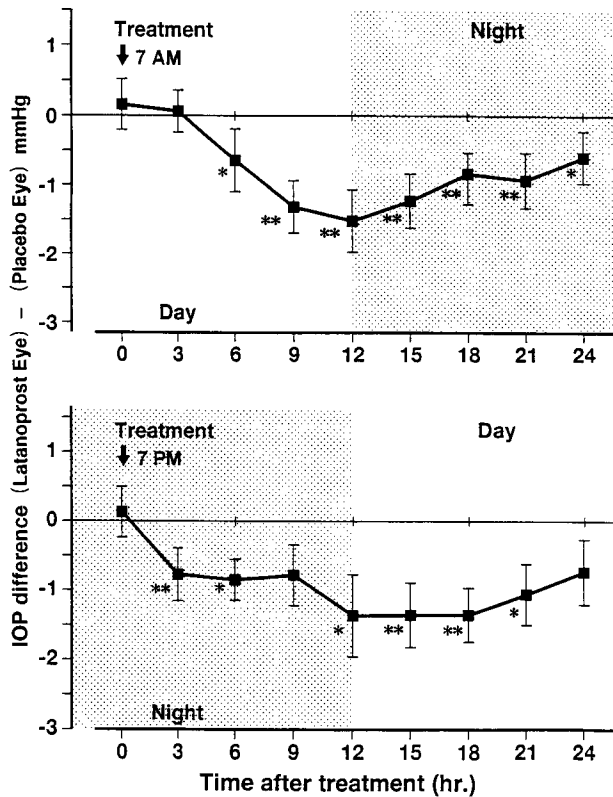 IOP difference (Latanoprost Eye) – (Placebo Eye) mmHg
Treatment
7 AM
Night
1
0
-1
*
**
**
**
**
**
*
-2
Day
-3
0 3 6 9 12 15 18 21 24
Treatment
7 PM
Day
1
0
-1
**
*
*
**
**
*
-2
Night
-3
0 3 6 9 12 15 18 21 24
Time after treatment (hr.)